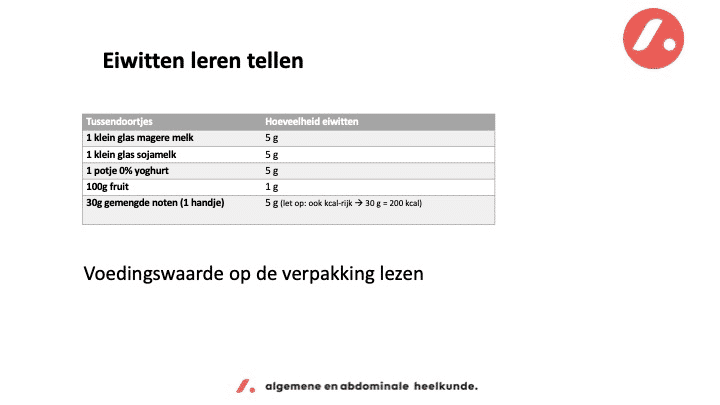 Eiwitten leren tellen
Tussendoortjes Hoeveelheid eiwitten
1 klein glas magere melk 5 g
1 klein glas sojamelk 5 g
1 potje 0% yoghurt 5 g
100g fruit 1 g
30g gemengde noten (1 handje) 5 g (let op: ook kcal-rijk → 30 g = 200 kcal)
Voedingswaarde op de verpakking lezen
algemene en abdominale heelkunde.